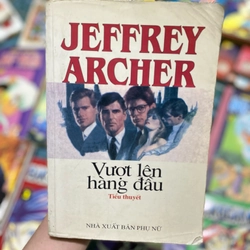 JEFFREY
ARCHER
Vượt lên
hàng đầu
Tiểu thuyết
NHÀ XUẤT BẢN PHỤ NỮ